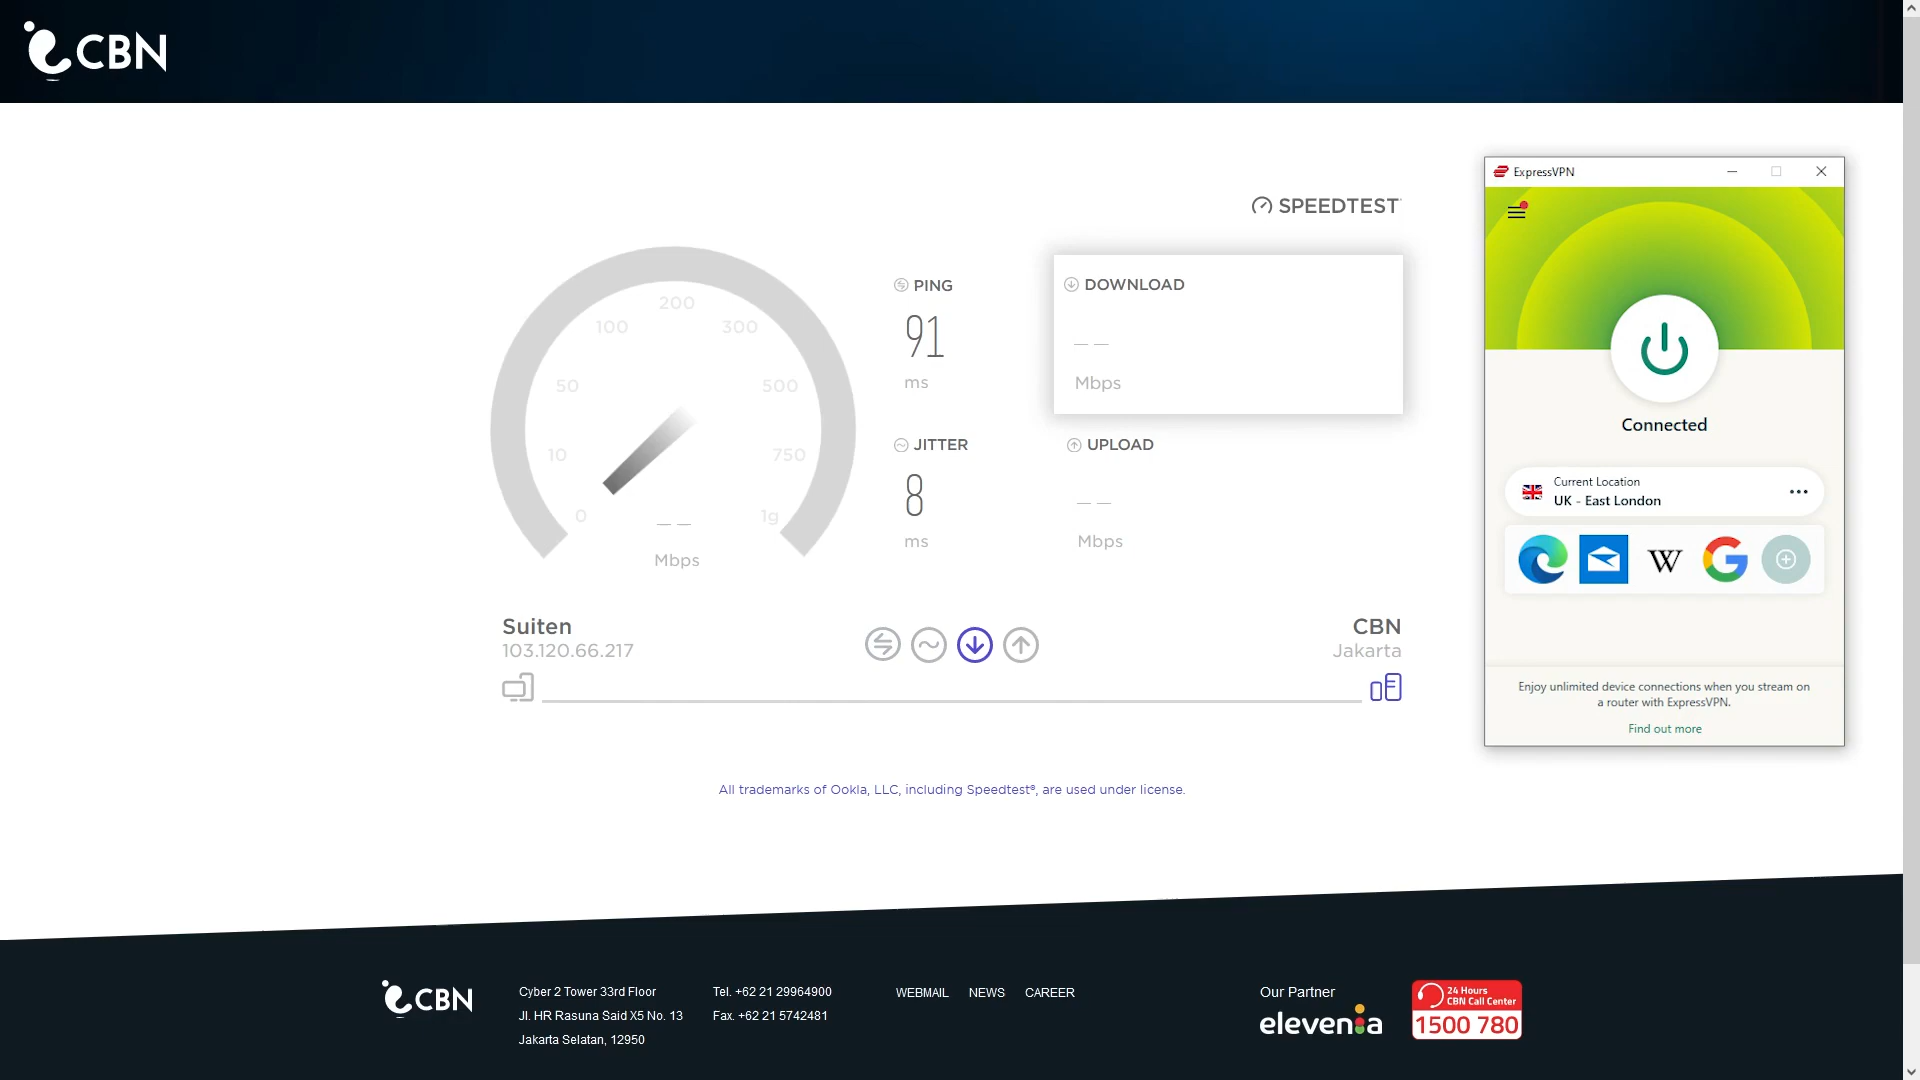 CBN
SPEEDTEST
PING
91
ms
DOWNLOAD
— —
Mbps
JITTER
8
ms
UPLOAD
— —
Mbps
0
10
50
100
200
300
500
750
1g
— —
Mbps
Suiten
103.120.66.217
CBN
Jakarta
All trademarks of Ookla, LLC, including Speedtest®, are used under license.
ExpressVPN
Connected
Current Location
UK - East London
W
G
Enjoy unlimited device connections when you stream on
a router with ExpressVPN.
Find out more
CBN
Cyber 2 Tower 33rd Floor
Jl. HR Rasuna Said X5 No. 13
Jakarta Selatan, 12950
Tel. +62 21 29964900
Fax. +62 21 5742481
WEBMAIL NEWS CAREER
Our Partner
elevenia
24 Hours
CBN Call Center
1500 780